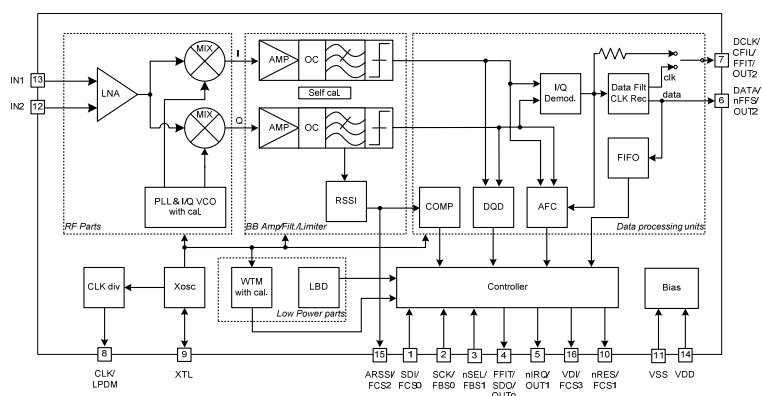 IN1 13
IN2 12
LNA
MIX
MIX
I
Q
PLL & I/Q VCO
with cal.
RF Parts
AMP OC
Self cal.
AMP OC
RSSI
BB Amp/Filt./Limiter
I/Q
Demod.
Data Filt
CLK Rec
clk
data
FIFO
COMP
DQD
AFC
Data processing units
7
DCLK/
CFIL/
FFIT/
OUT2
6
DATA/
nFFS/
OUT2
CLK div
Xosc
WTM
with cal.
LBD
Low Power parts
Controller
Bias
8
CLK/
LPDM
9
XTL
15
ARSSI/
FCS2
1
SDI/
FCS0
2
SCK/
FBS0
3
nSEL/
FBS1
4
FFIT/
SDO/
OUT0
5
nIRQ/
OUT1
16
VDI/
FCS3
10
nRES/
FCS1
11
VSS
14
VDD